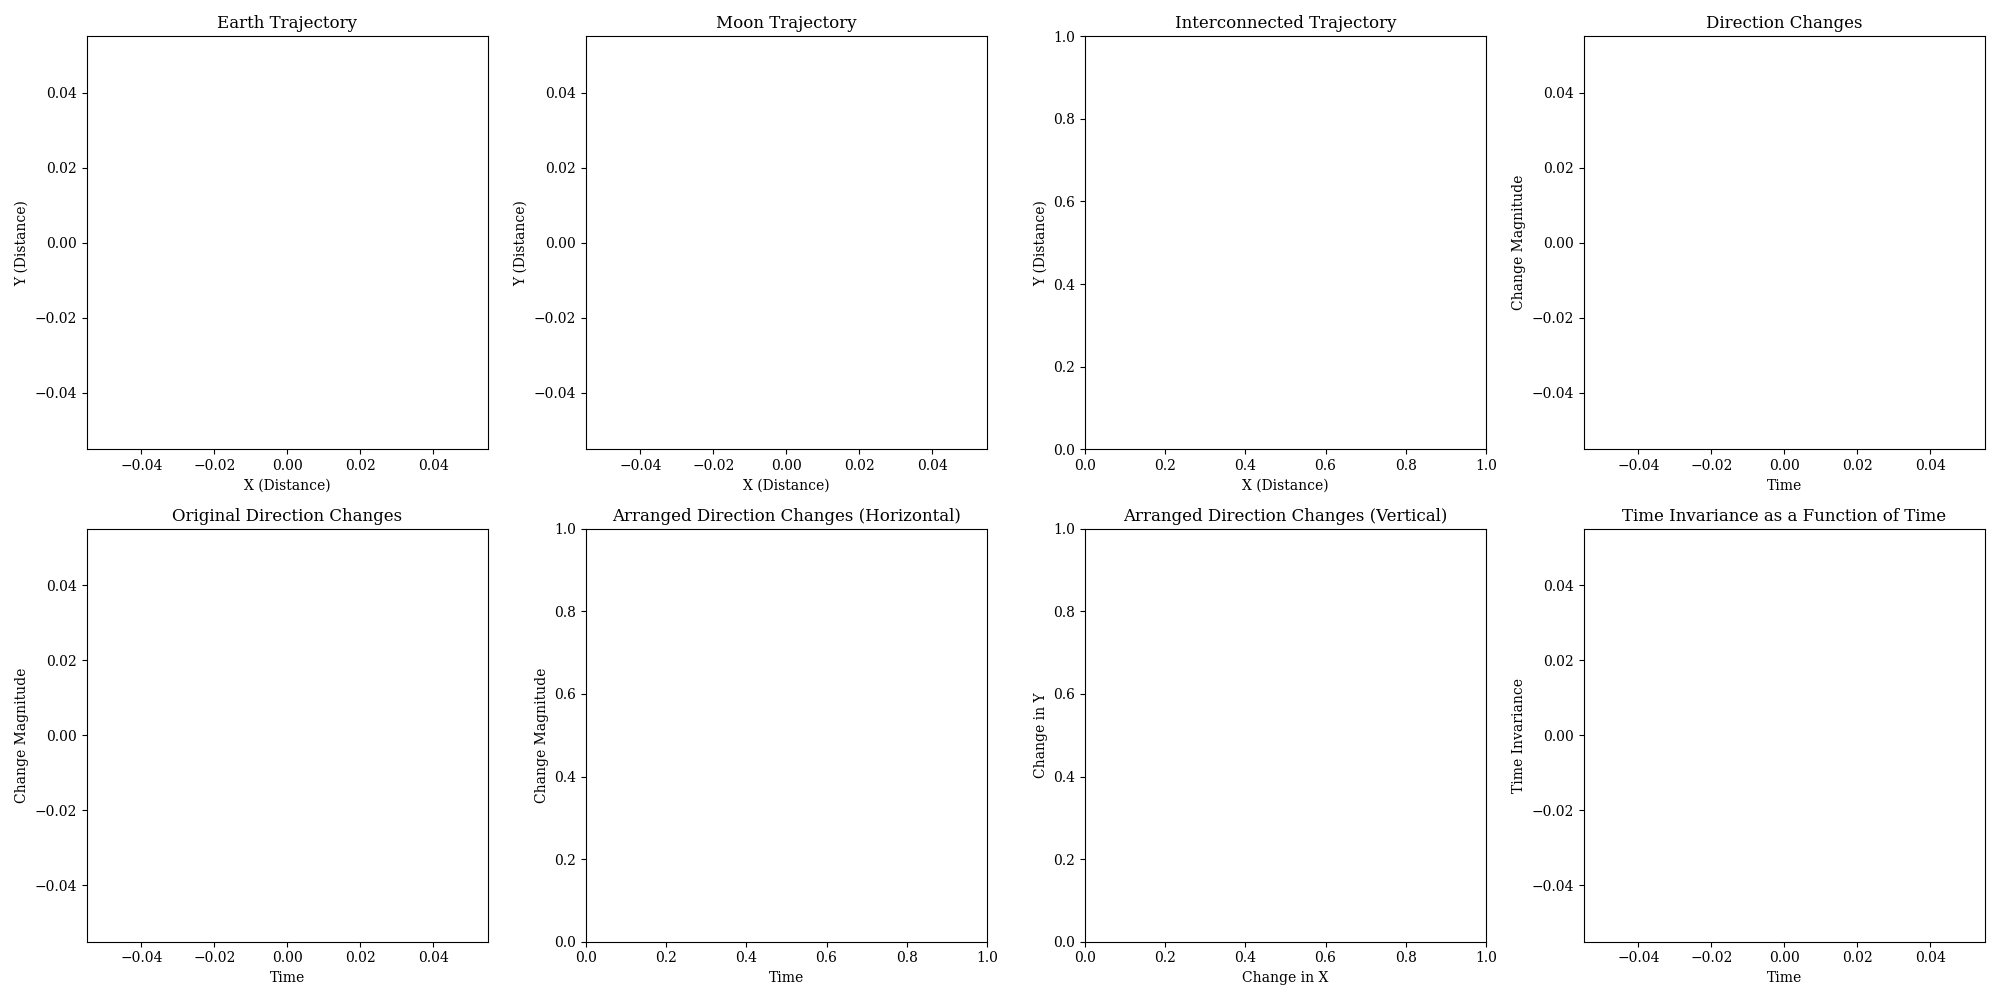 Earth Trajectory
Y (Distance)
0.04
0.02
0.00
−0.02
−0.04
−0.04 −0.02 0.00 0.02 0.04
X (Distance)
Moon Trajectory
Y (Distance)
0.04
0.02
0.00
−0.02
−0.04
−0.04 −0.02 0.00 0.02 0.04
X (Distance)
Interconnected Trajectory
Y (Distance)
1.0
0.8
0.6
0.4
0.2
0.0
0.0 0.2 0.4 0.6 0.8 1.0
X (Distance)
Direction Changes
Change Magnitude
0.04
0.02
0.00
−0.02
−0.04
−0.04 −0.02 0.00 0.02 0.04
Time
Original Direction Changes
Change Magnitude
0.04
0.02
0.00
−0.02
−0.04
−0.04 −0.02 0.00 0.02 0.04
Time
Arranged Direction Changes (Horizontal)
Change Magnitude
1.0
0.8
0.6
0.4
0.2
0.0
0.0 0.2 0.4 0.6 0.8 1.0
Time
Arranged Direction Changes (Vertical)
Change in Y
1.0
0.8
0.6
0.4
0.2
0.0
0.0 0.2 0.4 0.6 0.8 1.0
Change in X
Time Invariance as a Function of Time
Time Invariance
0.04
0.02
0.00
−0.02
−0.04
−0.04 −0.02 0.00 0.02 0.04
Time